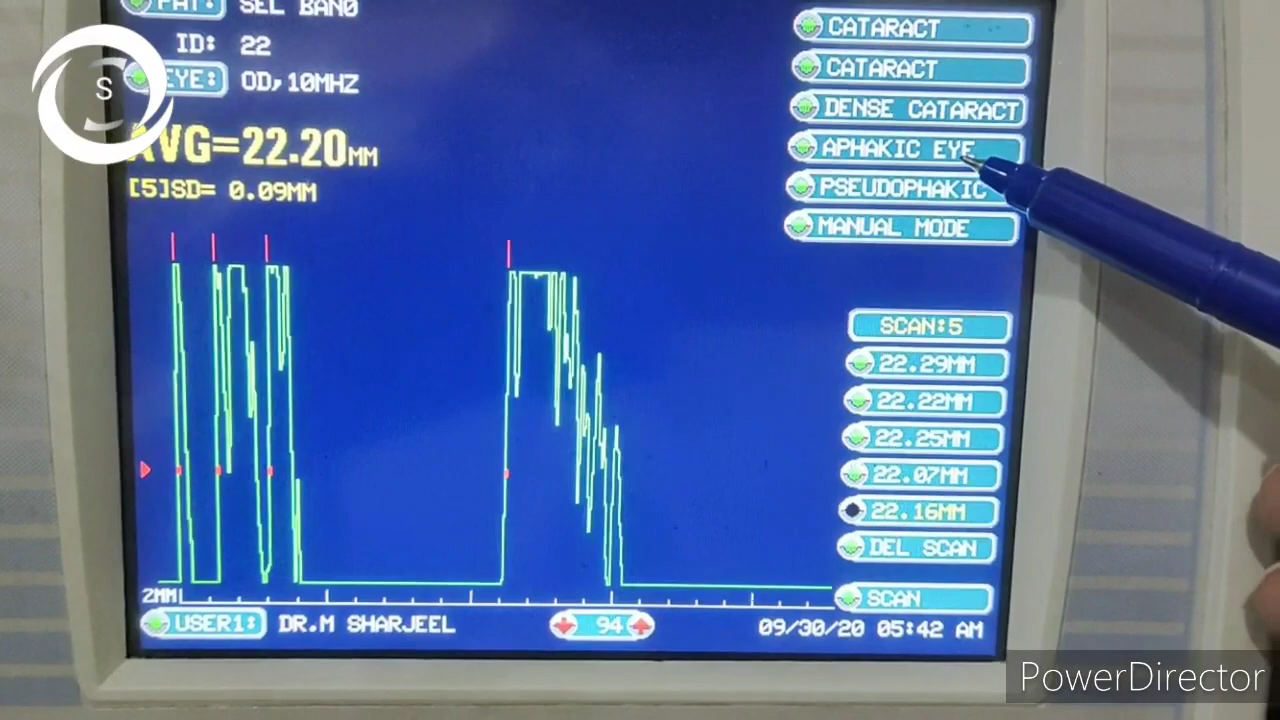 PAT: SEL BANO
ID: 22
EYE: OD, 10MHZ
AVG=22.20MM
[5]SD= 0.09MM
CATARACT
CATARACT
DENSE CATARACT
APHAKIC EYE
PSEUDOPHAKIC
MANUAL MODE
SCAN:5
22.29MM
22.22MM
22.25MM
22.07MM
22.16MM
DEL SCAN
SCAN
2MM
USER1: DR.M SHARJEEL
94
09/30/20 05:42 AM
S
PowerDirector